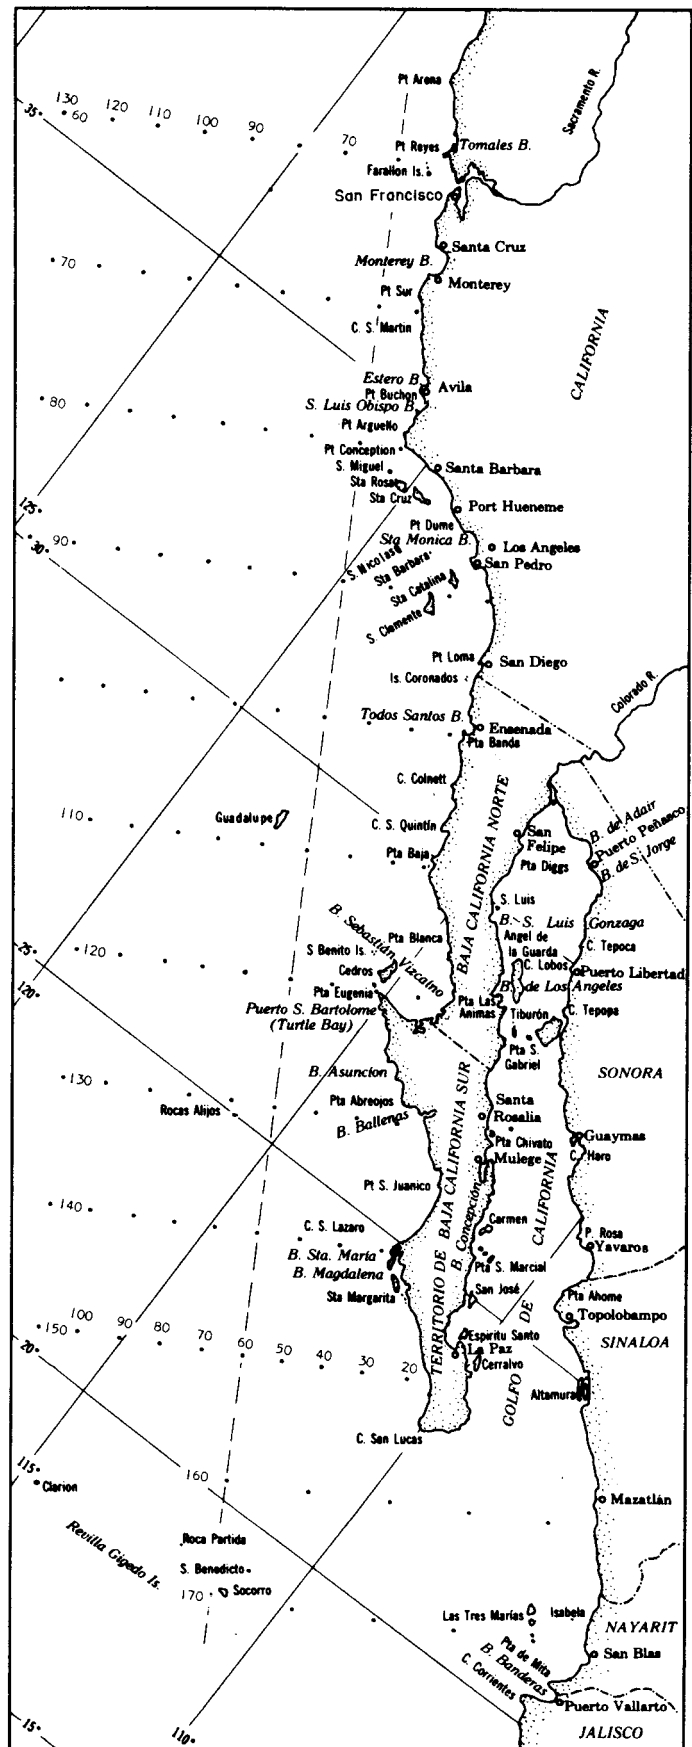 Pt Arena
Sacramento R.
35°
130
60
120
110
100
90
70
Pt Reyes
Tomales B.
Farallon Is.
San Francisco
Santa Cruz
Monterey B.
70
Monterey
Pt Sur
C. S. Martin
CALIFORNIA
Estero B.
Avila
Pt Buchon
80
S. Luis Obispo B.
Pt Arguello
Pt Conception
S. Miguel
Santa Barbara
Sta Rosa
Sta Cruz
125°
Port Hueneme
Pt Dume
30°
90
Sta Monica B.
Los Angeles
S. Nicolas
Sta Barbara
San Pedro
Sta Catalina
S. Clemente
Pt Loma
San Diego
Is. Coronados
Colorado R.
Todos Santos B.
Ensenada
Pta Banda
C. Colnett
110
Guadalupe
C. S. Quintín
BAJA CALIFORNIA NORTE
San
Felipe
B. del Adair
Puerto Peñasco
B. de S. Jorge
Pta Baja
Pta Diggs
S. Luis
B. S. Luis Gonzaga
B. Sebastián Vizcaíno
Pta Blanca
Angel de
la Guarda
C. Tepoca
25°
120
S Benito Is.
Cedros
C. Lobos
Puerto Libertad
120°
Pta Eugenia
B. de Los Angeles
Puerto S. Bartolome
(Turtle Bay)
Pta Las
Animas
Tiburón
C. Tepopa
Pta S.
Gabriel
B. Asuncion
SONORA
130
Rocas Alijos
Pta Abreojos
B. Ballenas
Santa
Rosalia
Pta Chivato
Guaymas
Mulege
C. Haro
Pt S. Juanico
B. Concepción
TERRITORIO DE BAJA CALIFORNIA SUR
GOLFO DE CALIFORNIA
140
C. S. Lazaro
Carmen
P. Rosa
Yavaros
B. Sta. María
B. Magdalena
Pta S. Marcial
Sta Margarita
San José
Pta Ahome
Topolobampo
20°
150
100
90
80
70
60
50
40
30
20
Espiritu Santo
La Paz
Cerralvo
SINALOA
Altamura
C. San Lucas
115°
Clarion
160
Mazatlán
Revilla Gigedo Is.
Roca Partida
S. Benedicto
170
Socorro
Las Tres Marías
Isabela
NAYARIT
Pta de Mita
San Blas
B. Banderas
C. Corrientes
15°
110°
Puerto Vallarto
JALISCO